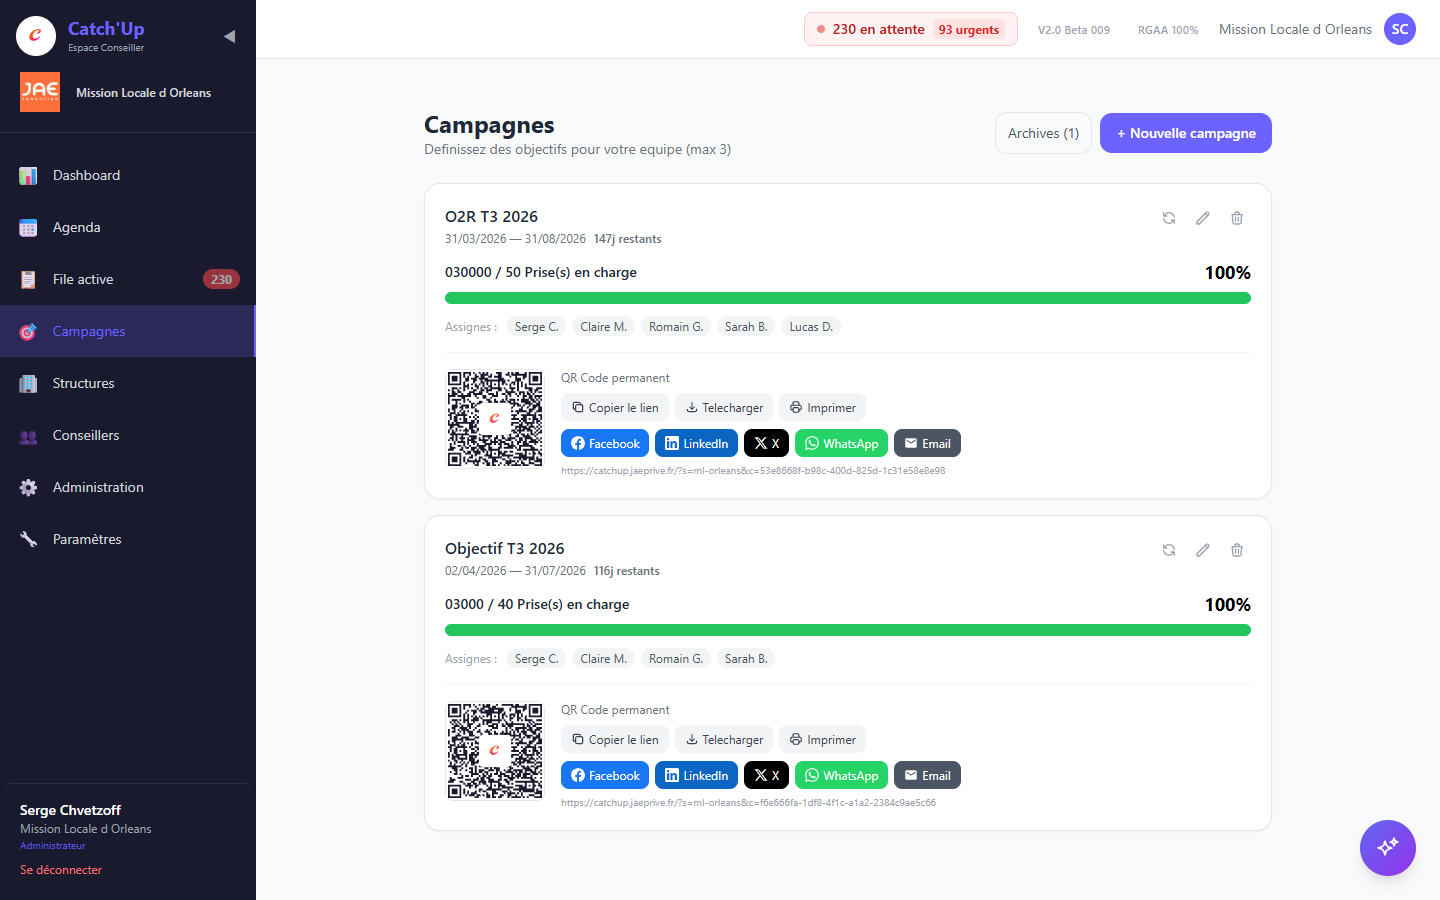 Catch'Up
Espace Conseiller
JAE
Mission Locale d Orleans
Dashboard
Agenda
File active 230
Campagnes
Structures
Conseillers
Administration
Paramètres
Serge Chvetzoff
Mission Locale d Orleans
Administrateur
Se déconnecter
230 en attente 93 urgents V2.0 Beta 009 RGAA 100% Mission Locale d Orleans SC
Campagnes
Definissez des objectifs pour votre equipe (max 3)
Archives (1) + Nouvelle campagne
O2R T3 2026
31/03/2026 — 31/08/2026 147j restants
030000 / 50 Prise(s) en charge 100%
Assignes : Serge C. Claire M. Romain G. Sarah B. Lucas D.
QR Code permanent
Copier le lien Telecharger Imprimer
Facebook LinkedIn X WhatsApp Email
https://catchup.jaeprive.fr/?s=ml-orleans&c=53e8668f-b98c-400d-825d-1c31e58e8e98
Objectif T3 2026
02/04/2026 — 31/07/2026 116j restants
03000 / 40 Prise(s) en charge 100%
Assignes : Serge C. Claire M. Romain G. Sarah B.
QR Code permanent
Copier le lien Telecharger Imprimer
Facebook LinkedIn X WhatsApp Email
https://catchup.jaeprive.fr/?s=ml-orleans&c=f6e666fa-1df8-4f1c-a1a2-2384c9ae5c66